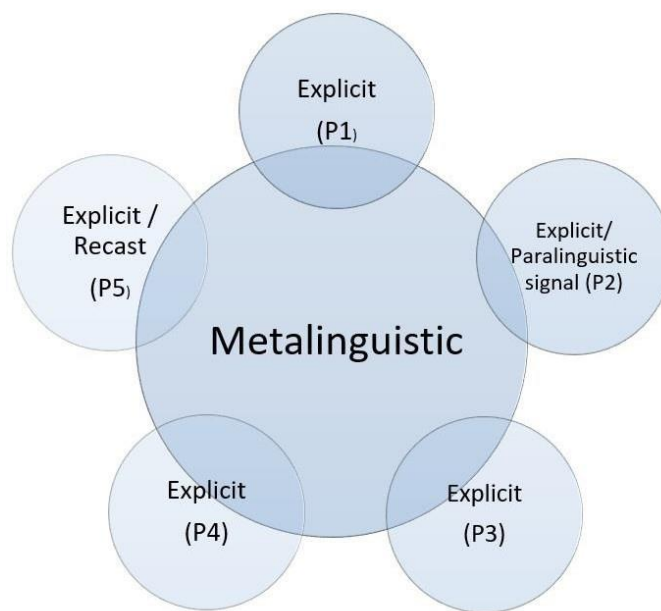 Explicit
(P1)
Explicit /
Recast
(P5)
Explicit/
Paralinguistic
signal (P2)
Metalinguistic
Explicit
(P4)
Explicit
(P3)